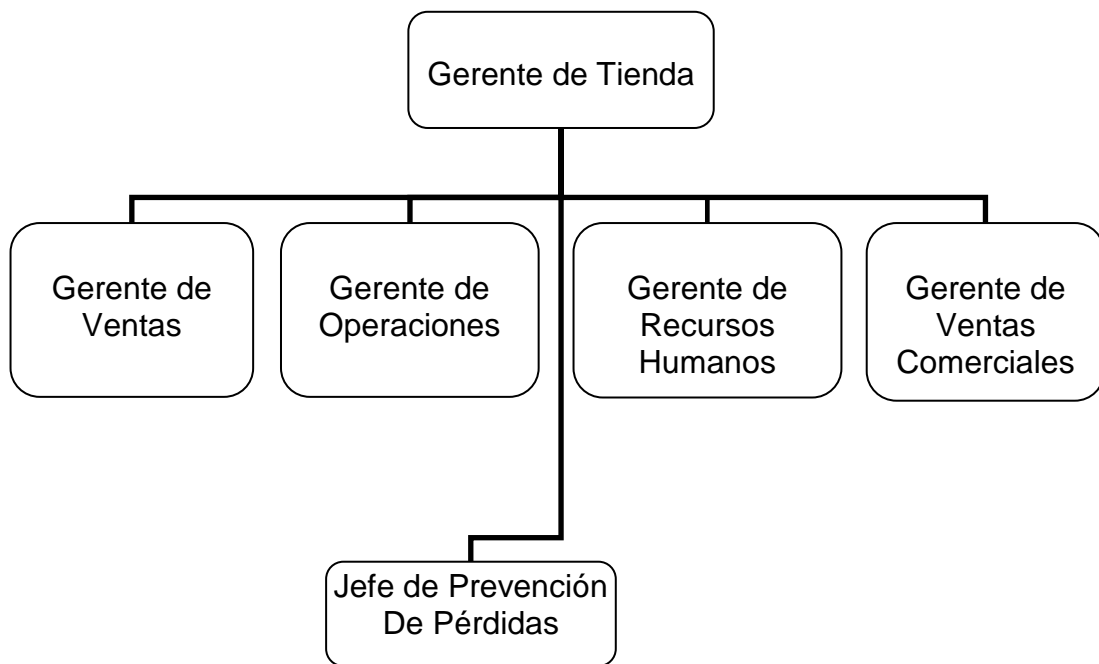 Gerente de Tienda
Gerente de
Ventas
Gerente de
Operaciones
Gerente de
Recursos
Humanos
Gerente de
Ventas
Comerciales
Jefe de Prevención
De Pérdidas